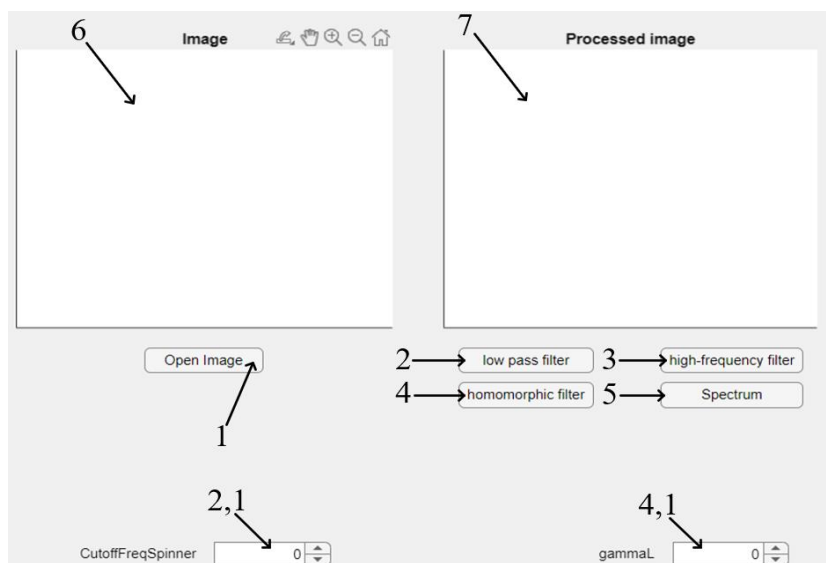 6 Image 7 Processed image
Open Image 2 low pass filter 3 high-frequency filter
4 homomorphic filter 5 Spectrum
1
2,1 4,1
CutoffFreqSpinner 0 gammaL 0